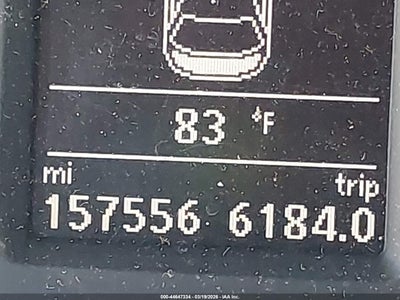 83 °F
mi trip
157556 6184.0
000-44647334 - 03/19/2026 - IAA Inc.